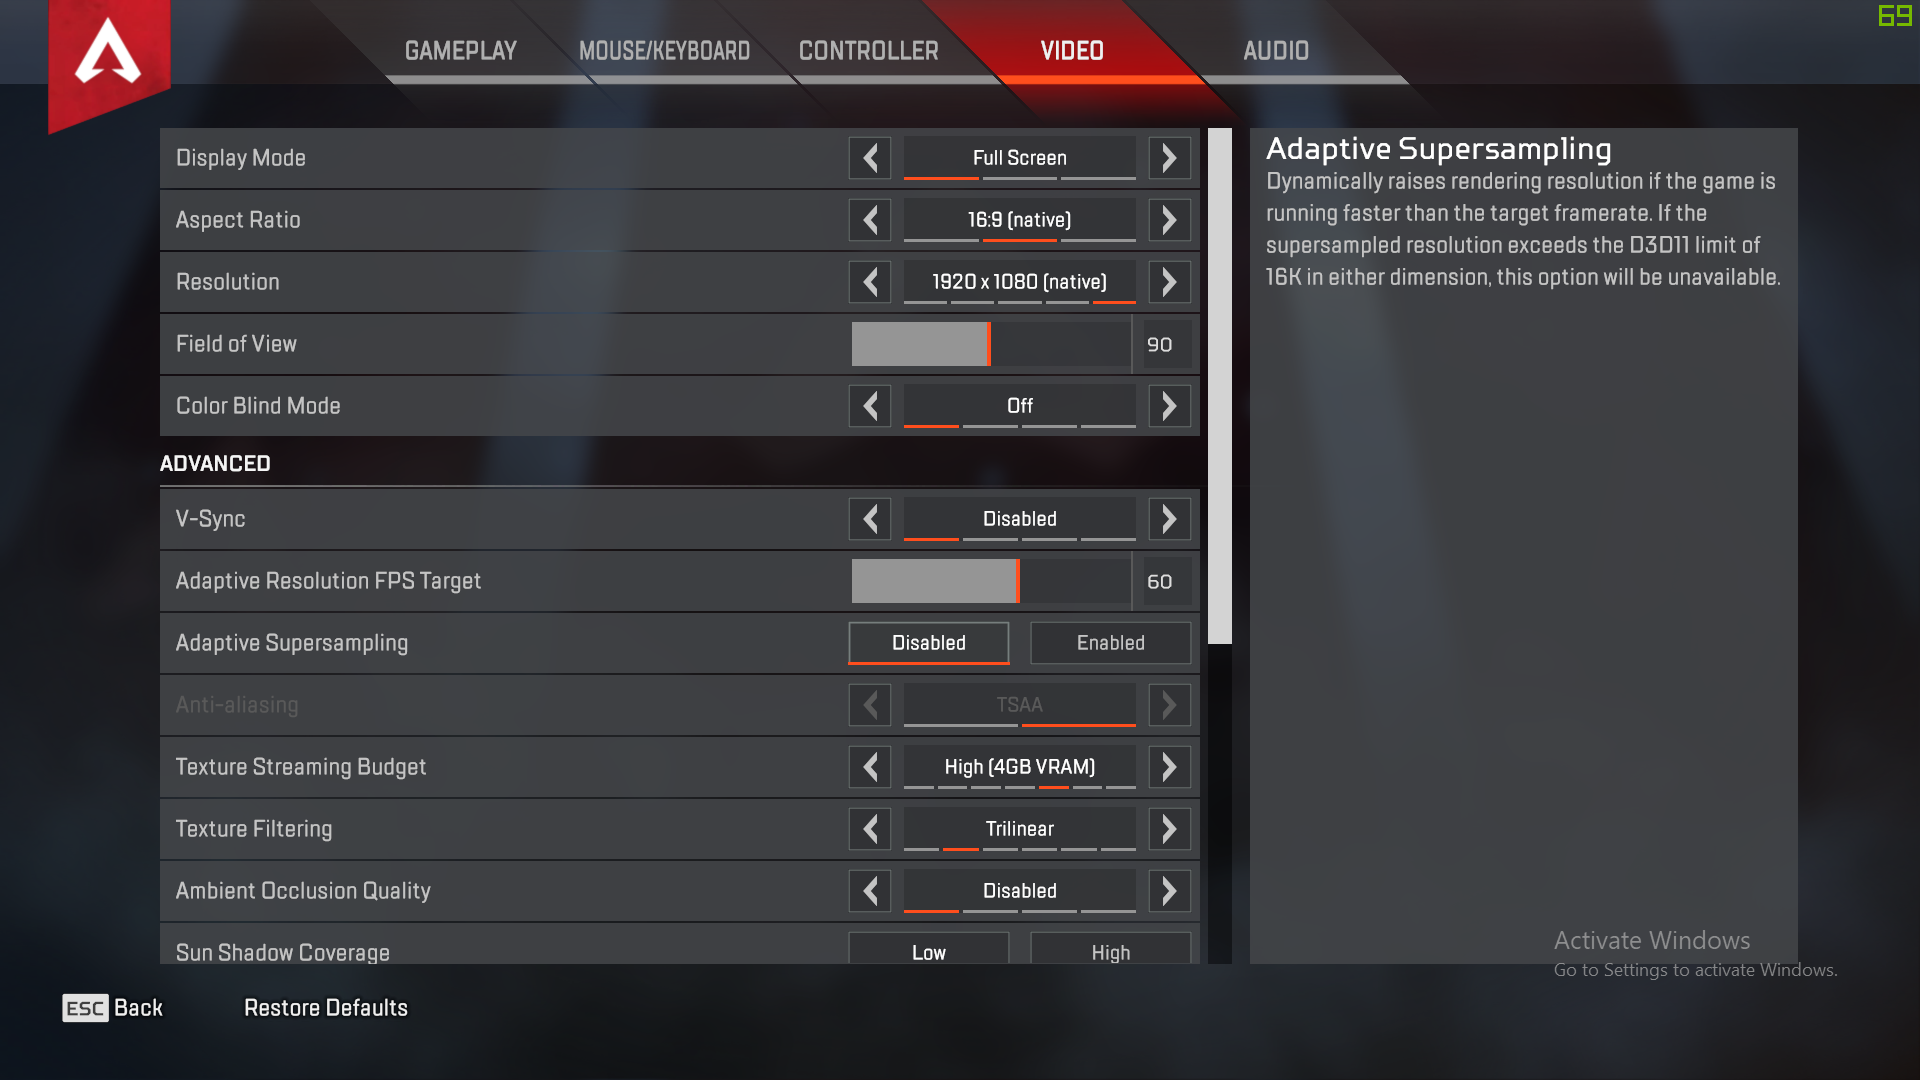 69
GAMEPLAY
MOUSE/KEYBOARD
CONTROLLER
VIDEO
AUDIO
Display Mode
Full Screen
Aspect Ratio
16:9 (native)
Resolution
1920 x 1080 (native)
Field of View
90
Color Blind Mode
Off
ADVANCED
V-Sync
Disabled
Adaptive Resolution FPS Target
60
Adaptive Supersampling
Disabled
Enabled
Anti-aliasing
TSAA
Texture Streaming Budget
High (4GB VRAM)
Texture Filtering
Trilinear
Ambient Occlusion Quality
Disabled
Sun Shadow Coverage
Low
High
Adaptive Supersampling
Dynamically raises rendering resolution if the game is
running faster than the target framerate. If the
supersampled resolution exceeds the D3D11 limit of
16K in either dimension, this option will be unavailable.
Activate Windows
Go to Settings to activate Windows.
ESC Back
Restore Defaults